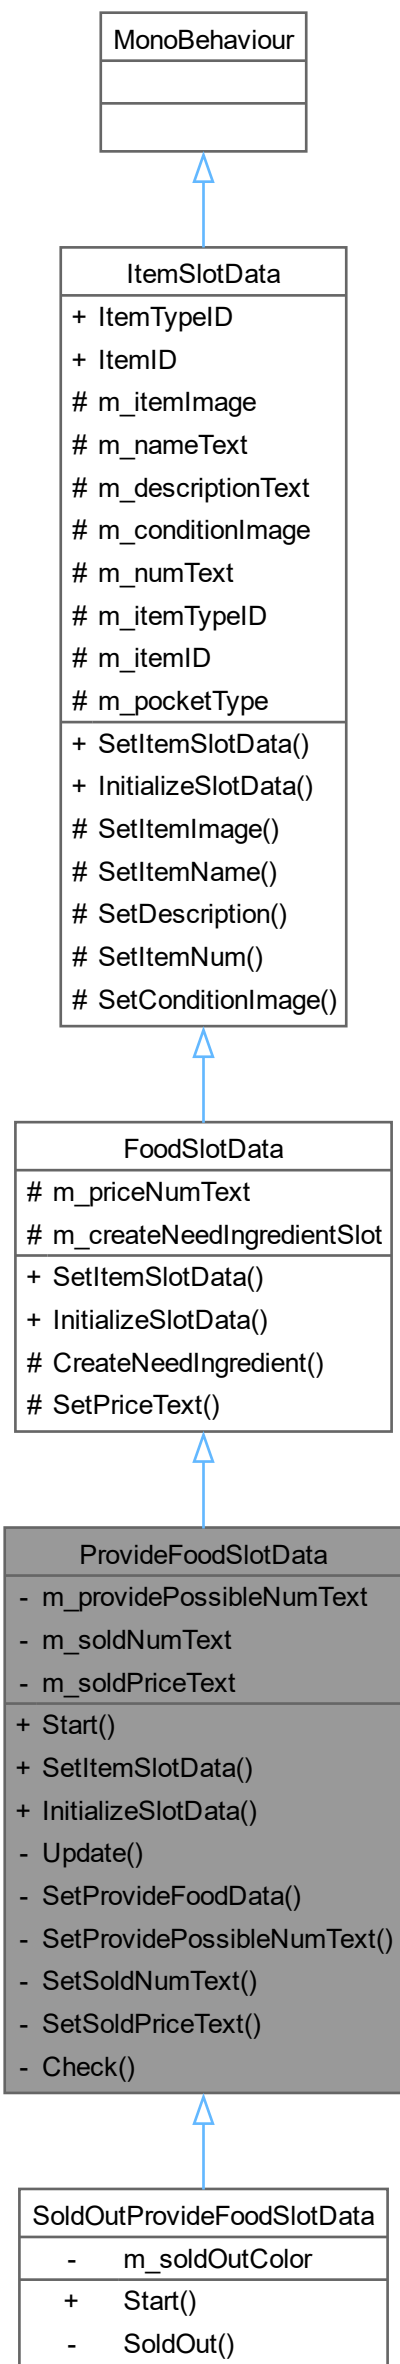 MonoBehaviour
ItemSlotData
+ ItemTypeID
+ ItemID
# m_itemImage
# m_nameText
# m_descriptionText
# m_conditionImage
# m_numText
# m_itemTypeID
# m_itemID
# m_pocketType
+ SetItemSlotData()
+ InitializeSlotData()
# SetItemImage()
# SetItemName()
# SetDescription()
# SetItemNum()
# SetConditionImage()
FoodSlotData
# m_priceNumText
# m_createNeedIngredientSlot
+ SetItemSlotData()
+ InitializeSlotData()
# CreateNeedIngredient()
# SetPriceText()
ProvideFoodSlotData
- m_providePossibleNumText
- m_soldNumText
- m_soldPriceText
+ Start()
+ SetItemSlotData()
+ InitializeSlotData()
- Update()
- SetProvideFoodData()
- SetProvidePossibleNumText()
- SetSoldNumText()
- SetSoldPriceText()
- Check()
SoldOutProvideFoodSlotData
- m_soldOutColor
+ Start()
- SoldOut()